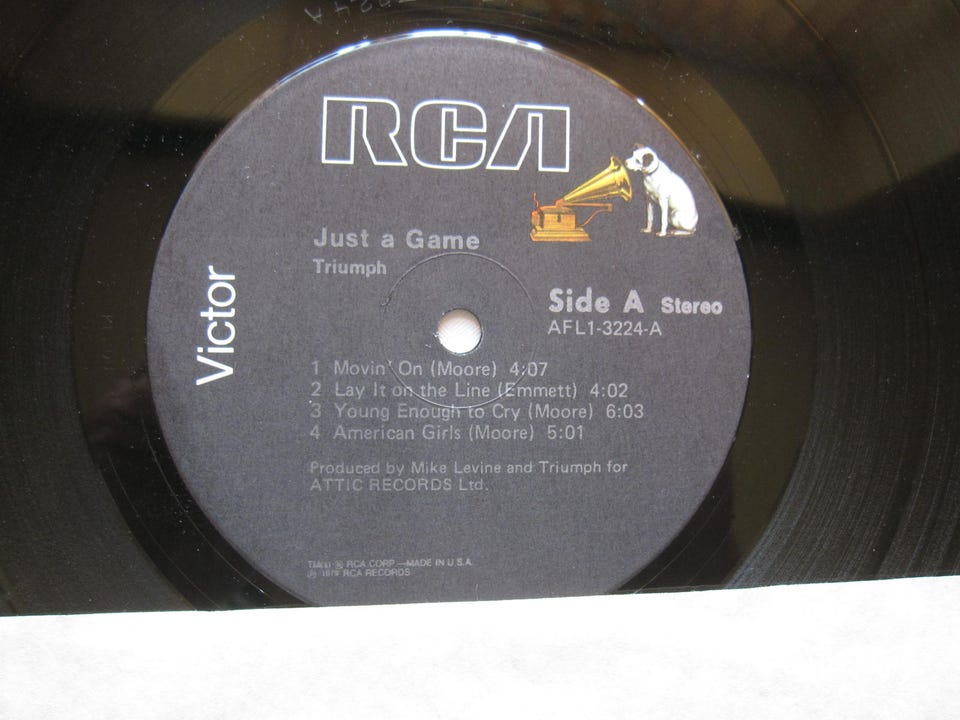 RCA
Victor
Just a Game
Triumph
Side A Stereo
AFL1-3224-A
1 Movin' On (Moore) 4:07
2 Lay It on the Line (Emmett) 4:02
3 Young Enough to Cry (Moore) 6:03
4 American Girls (Moore) 5:01
Produced by Mike Levine and Triumph for
ATTIC RECORDS Ltd.
TM(s) ® RCA CORP.—MADE IN U.S.A.
℗ 1979 RCA RECORDS